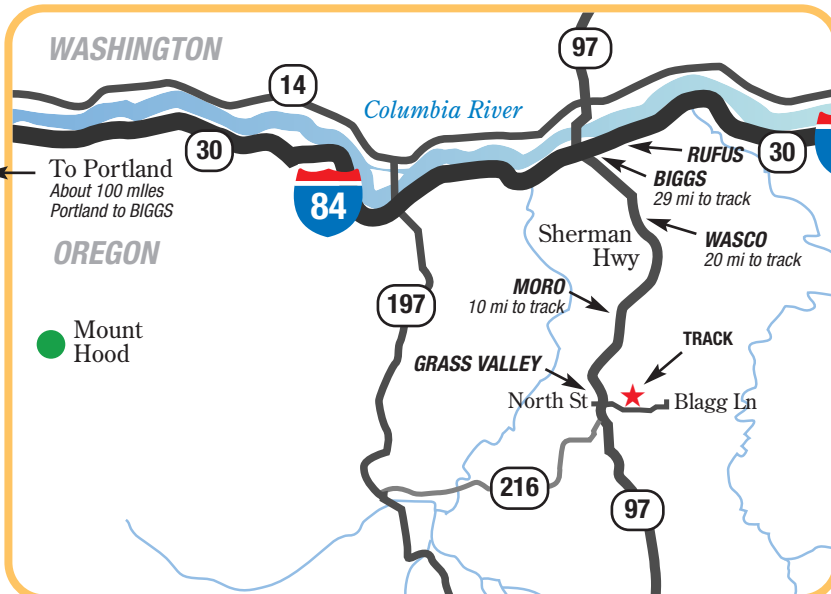 WASHINGTON
97
14
Columbia River
30
To Portland
About 100 mlles
Portland to BIGGS
84
RUFUS
30
BIGGS
29 mi to track
OREGON
Sherman
Hwy
WASCO
20 mi to track
MORO
10 mi to track
197
Mount
Hood
TRACK
GRASS VALLEY
North St
Blagg Ln
216
97